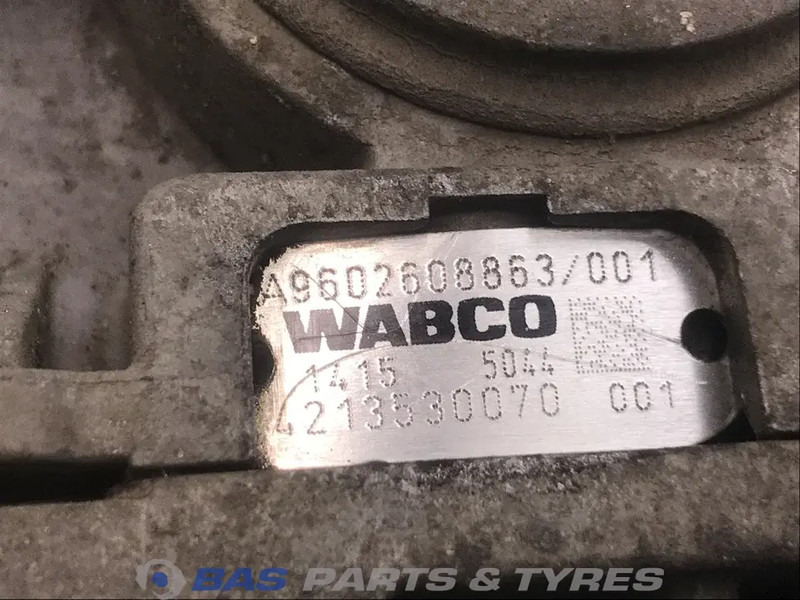 A9602608863/001
WABCO
1415 5044
4213530070 001
BAS PARTS & TYRES